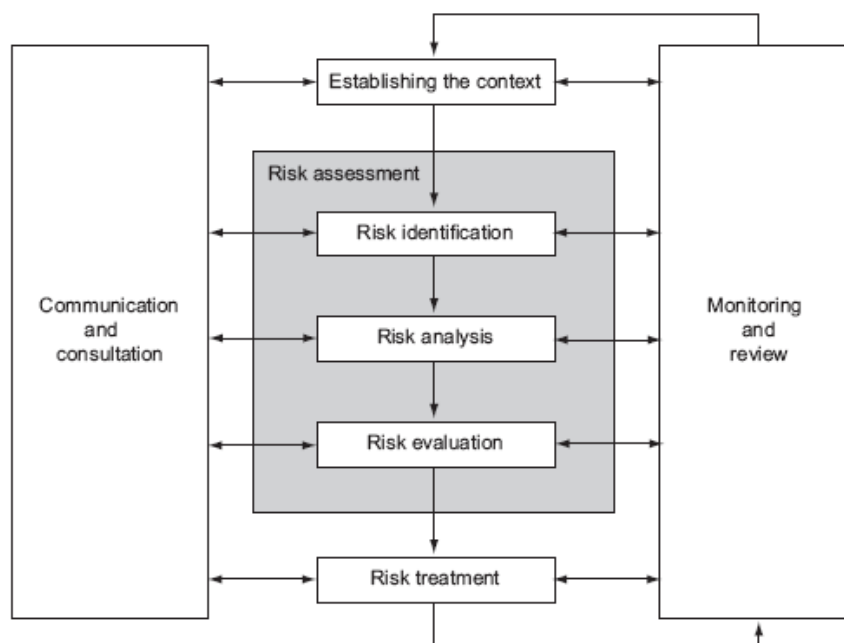 Establishing the context
Risk assessment
Risk identification
Communication
and
consultation
Risk analysis
Monitoring
and
review
Risk evaluation
Risk treatment